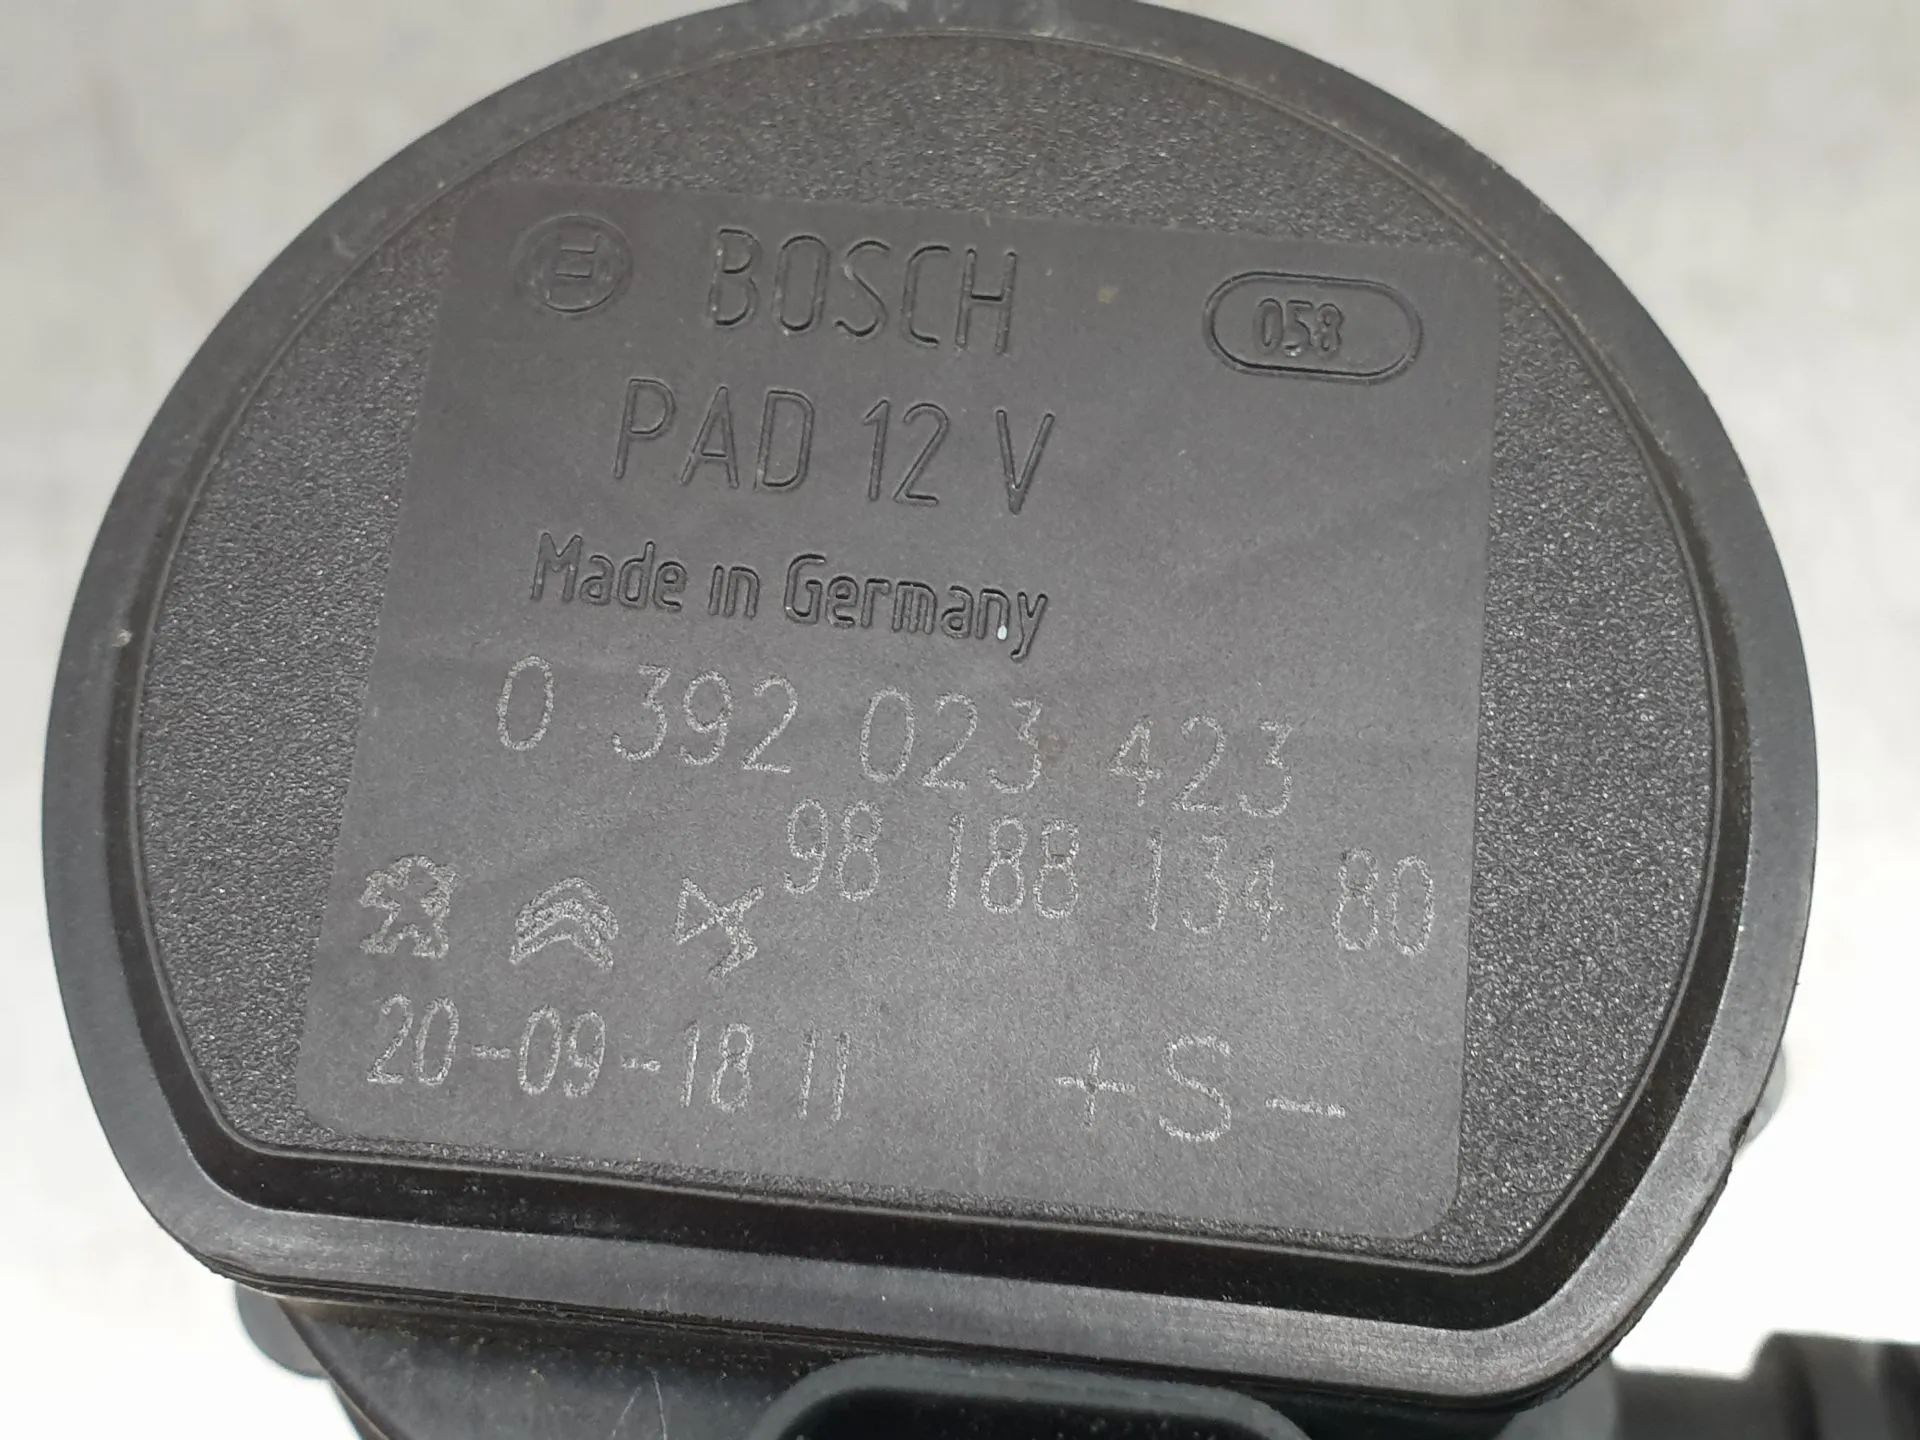 BOSCH 058
PAD 12 V
Made in Germany
0 392 023 423
98 188 134 80
20-09-18 11 +S-